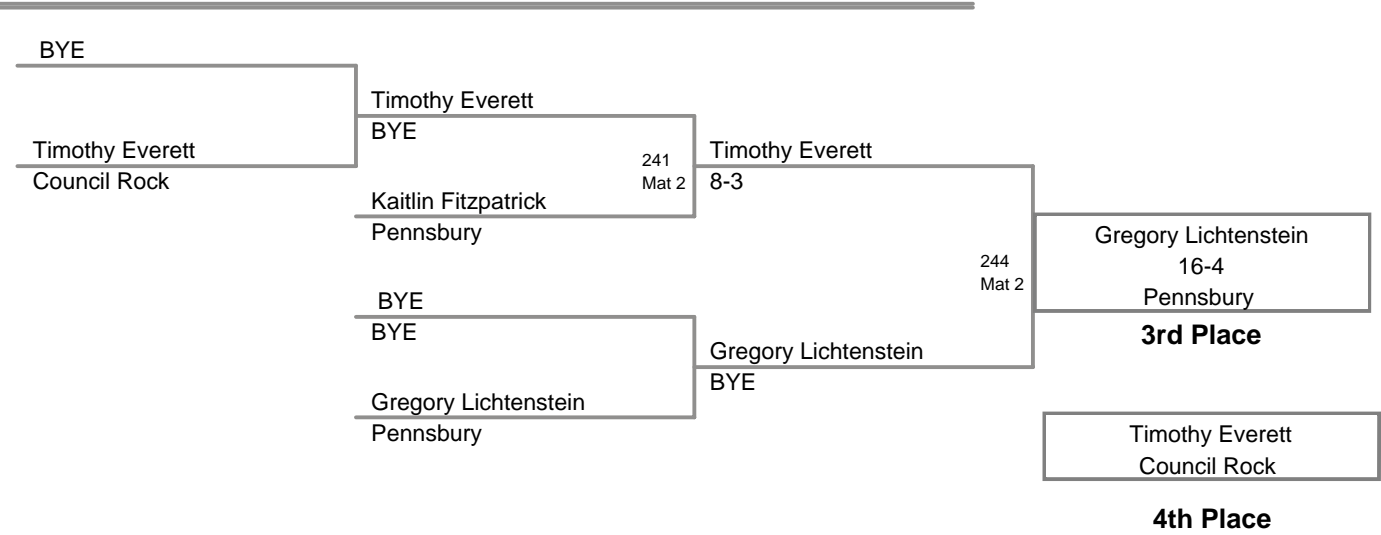 BYE
Timothy Everett
BYE
Timothy Everett
Council Rock
241
Mat 2
Timothy Everett
8-3
Kaitlin Fitzpatrick
Pennsbury
Gregory Lichtenstein
16-4
Pennsbury
244
Mat 2
3rd Place
BYE
BYE
Gregory Lichtenstein
BYE
Gregory Lichtenstein
Pennsbury
Timothy Everett
Council Rock
4th Place